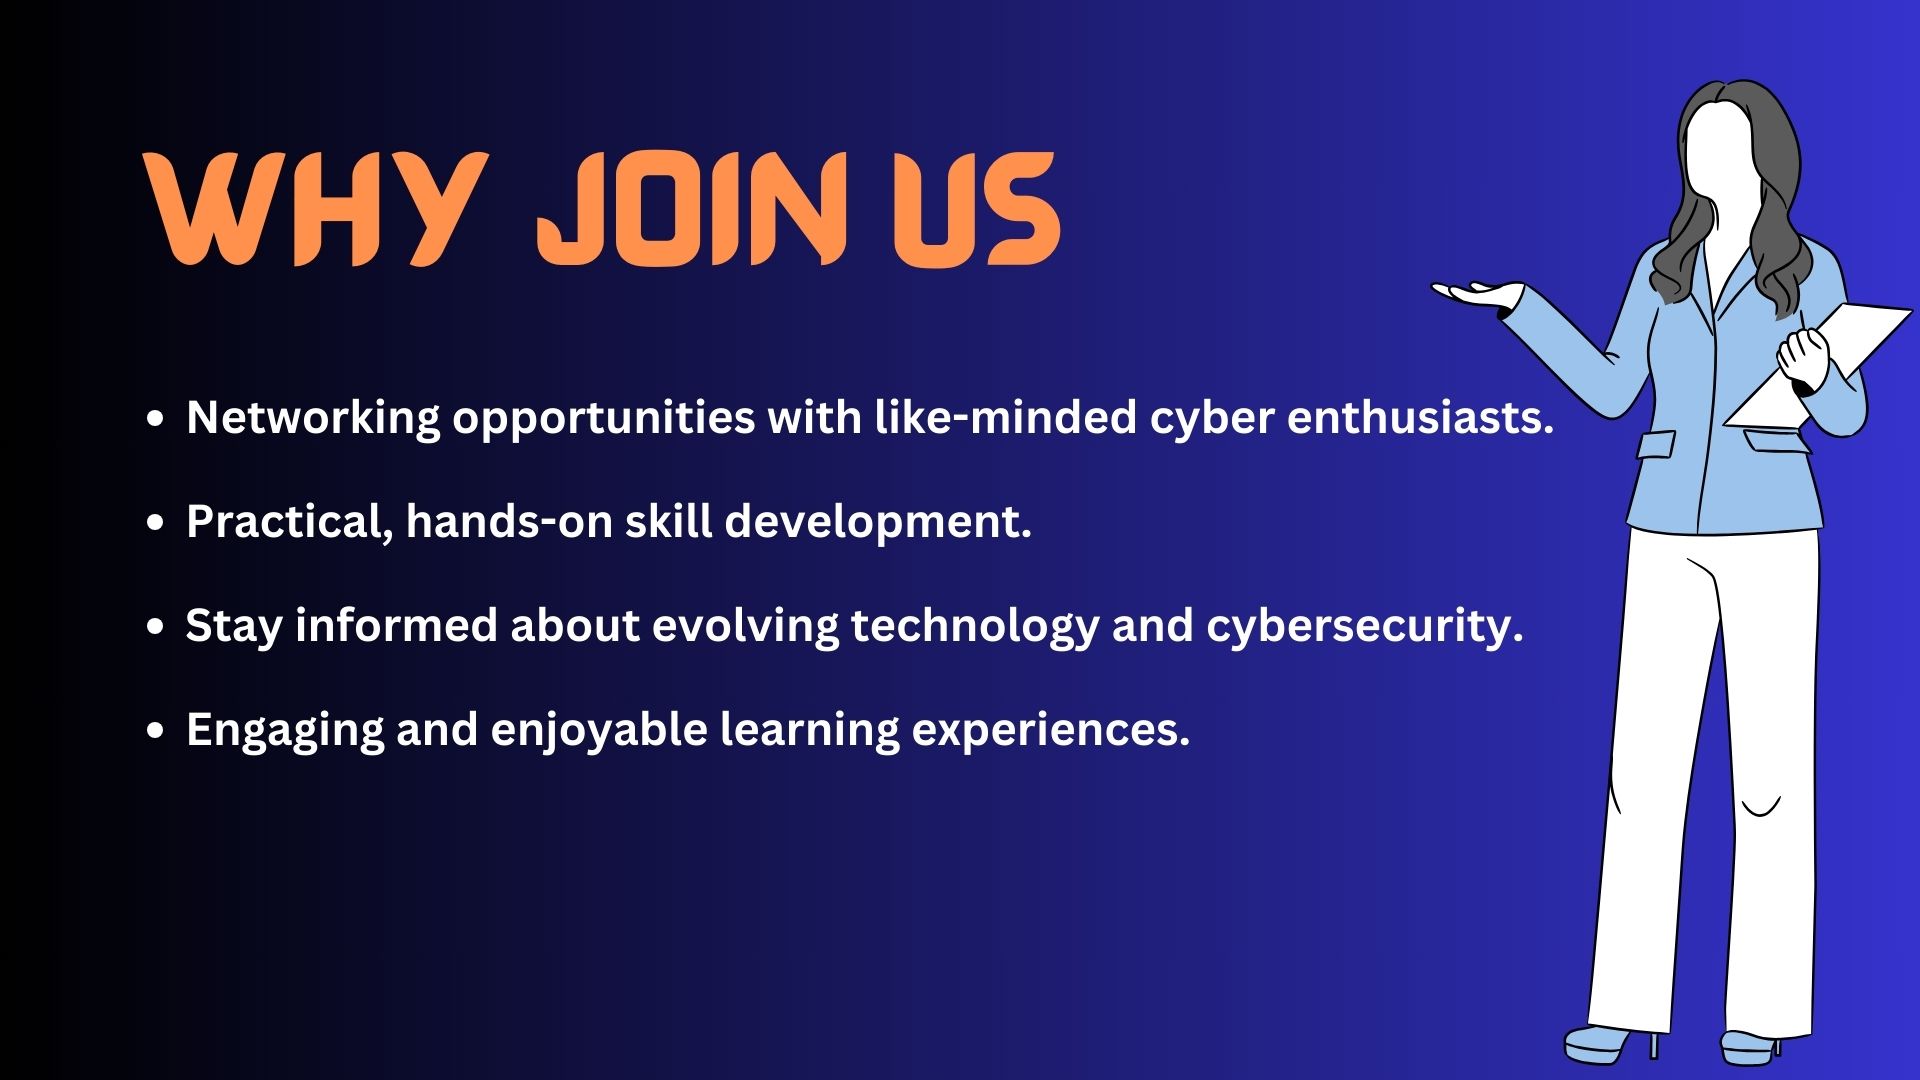 WHY JOIN US
• Networking opportunities with like-minded cyber enthusiasts.
• Practical, hands-on skill development.
• Stay informed about evolving technology and cybersecurity.
• Engaging and enjoyable learning experiences.